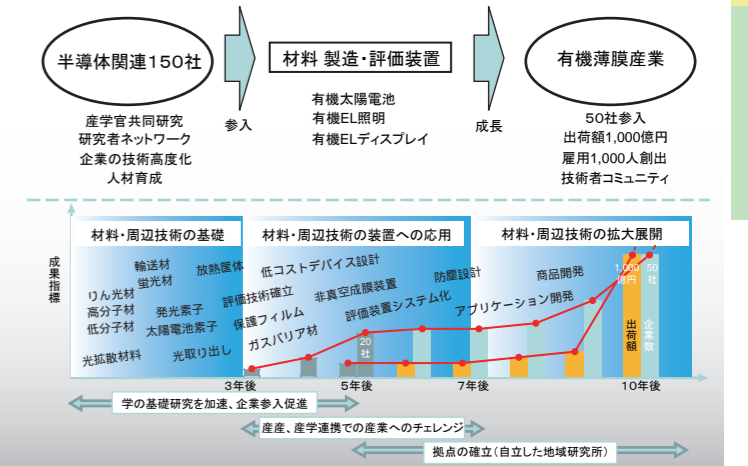 半導体関連150社
材料 製造・評価装置
有機薄膜産業
産学官共同研究
研究者ネットワーク
企業の技術高度化
人材育成
参入
有機太陽電池
有機EL照明
有機ELディスプレイ
成長
50社参入
出荷額1,000億円
雇用1,000人創出
技術者コミュニティ
成果指標
材料・周辺技術の基礎
材料・周辺技術の装置への応用
材料・周辺技術の拡大展開
輸送材
蛍光材
放熱筐体
りん光材
高分子材
低分子材
発光素子
太陽電池素子
光拡散材料
光取り出し
低コストデバイス設計
評価技術確立
非真空成膜装置
防塵設計
保護フィルム
評価装置システム化
ガスバリア材
商品開発
アプリケーション開発
20
社
1,000
億円
50
社
出荷額
企業数
3年後
5年後
7年後
10年後
学の基礎研究を加速、企業参入促進
産産、産学連携での産業へのチェレンジ
拠点の確立(自立した地域研究所)